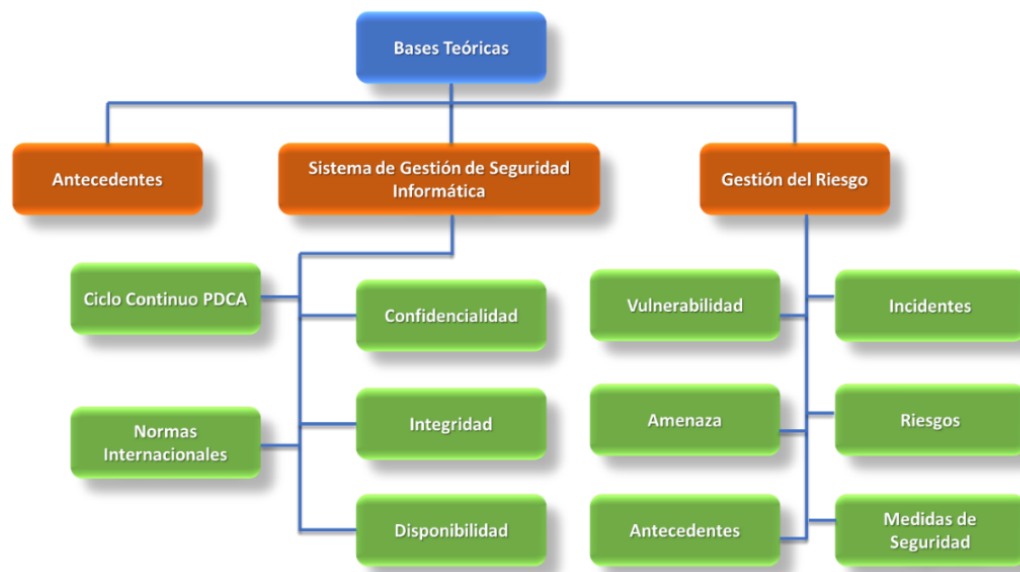 Bases Teóricas
Antecedentes
Sistema de Gestión de Seguridad
Informática
Gestión del Riesgo
Ciclo Continuo PDCA
Confidencialidad
Normas
Internacionales
Integridad
Disponibilidad
Vulnerabilidad
Incidentes
Amenaza
Riesgos
Antecedentes
Medidas de
Seguridad